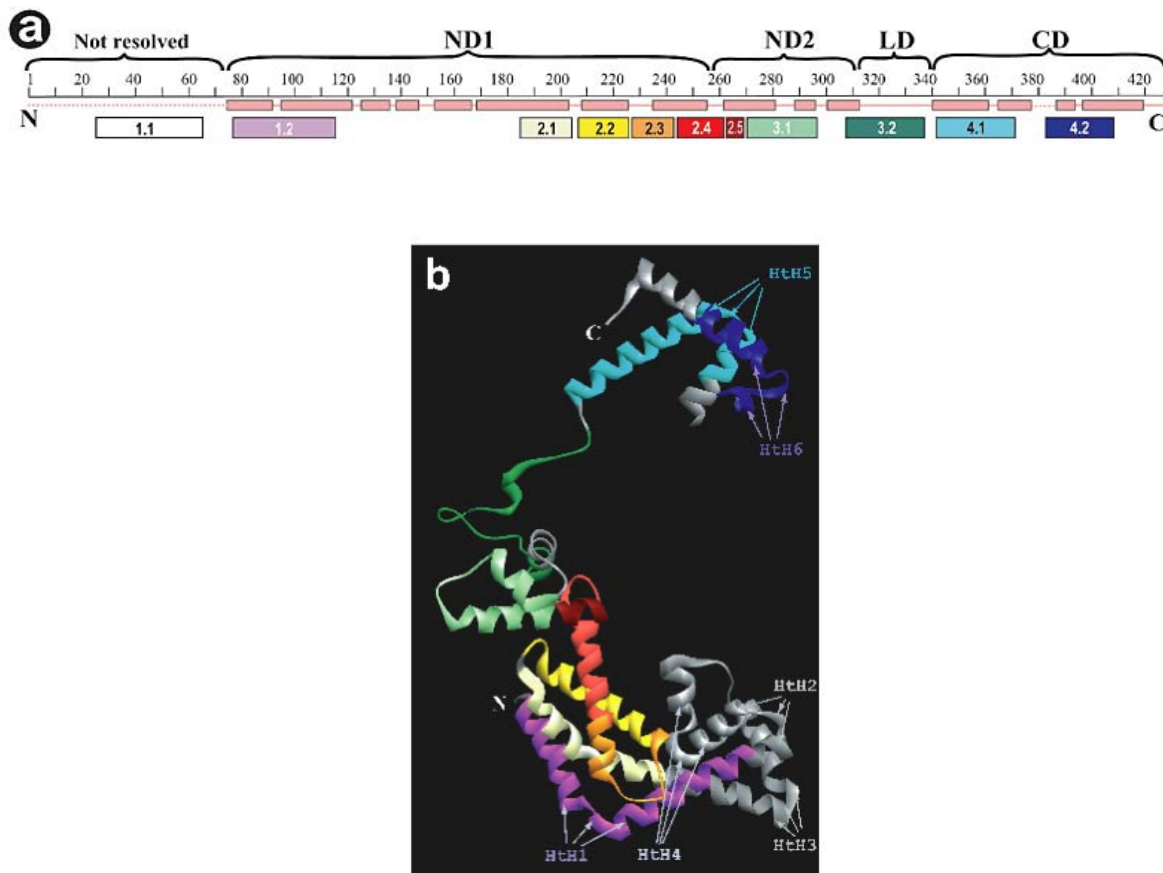 a
Not resolved ND1 ND2 LD CD
1 20 40 60 80 100 120 140 160 180 200 220 240 260 280 300 320 340 360 380 400 420
N C
1.1 1.2 2.1 2.2 2.3 2.4 2.5 3.1 3.2 4.1 4.2
b
HtH5
C
HtH6
N
HtH2
HtH1 HtH4 HtH3